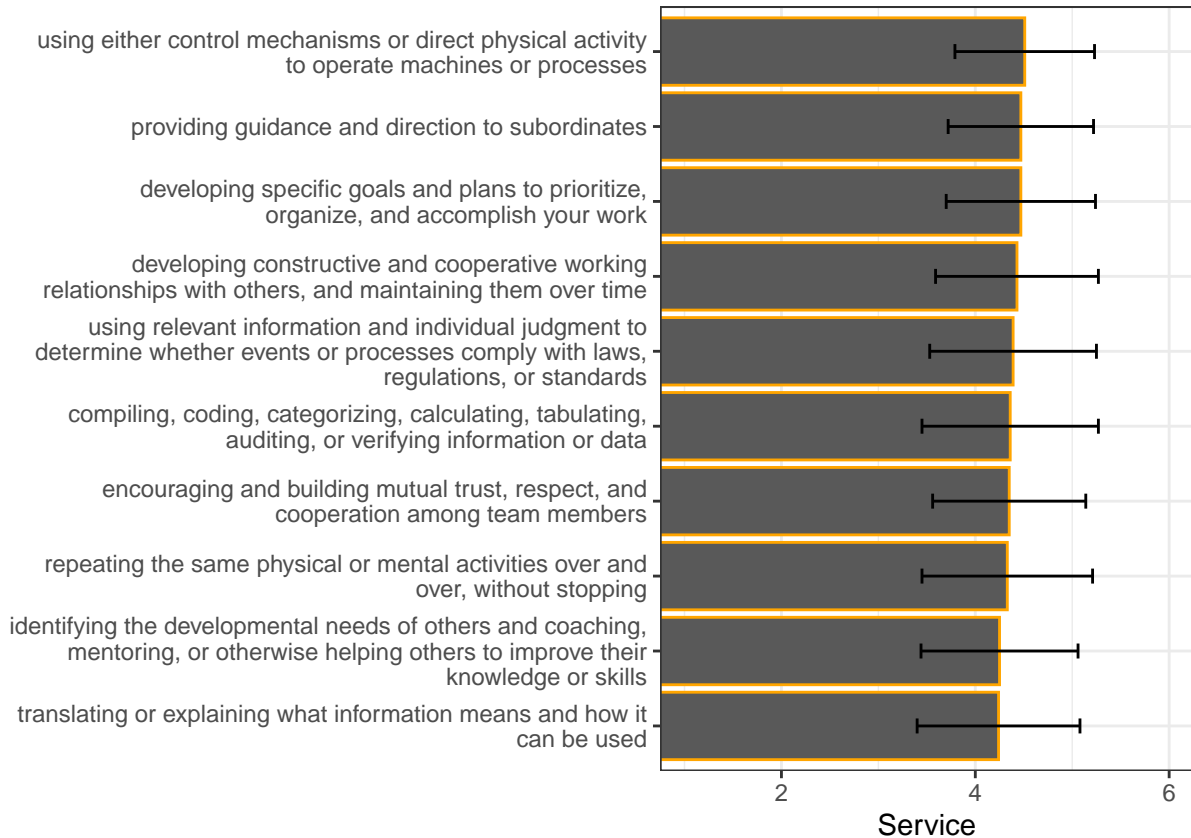 using either control mechanisms or direct physical activity
to operate machines or processes
providing guidance and direction to subordinates
developing specific goals and plans to prioritize,
organize, and accomplish your work
developing constructive and cooperative working
relationships with others, and maintaining them over time
using relevant information and individual judgment to
determine whether events or processes comply with laws,
regulations, or standards
compiling, coding, categorizing, calculating, tabulating,
auditing, or verifying information or data
encouraging and building mutual trust, respect, and
cooperation among team members
repeating the same physical or mental activities over and
over, without stopping
identifying the developmental needs of others and coaching,
mentoring, or otherwise helping others to improve their
knowledge or skills
translating or explaining what information means and how it
can be used
2 4 6
Service